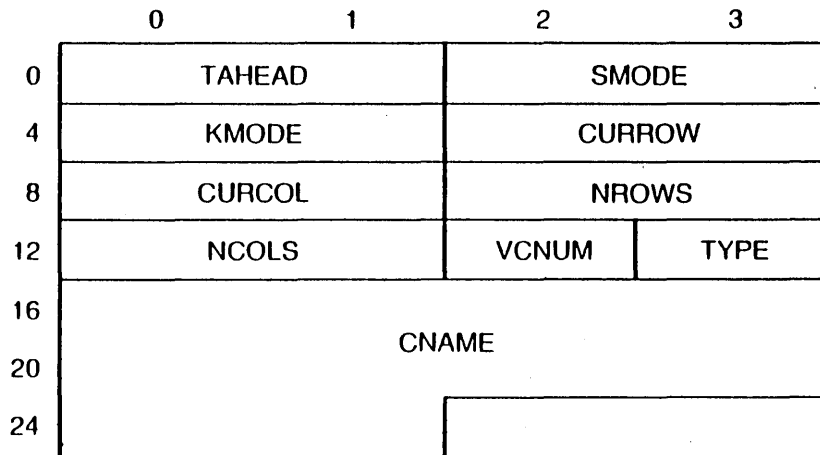 0 1 2 3
0 TAHEAD SMODE
4 KMODE CURROW
8 CURCOL NROWS
12 NCOLS VCNUM TYPE
16
CNAME
20
24